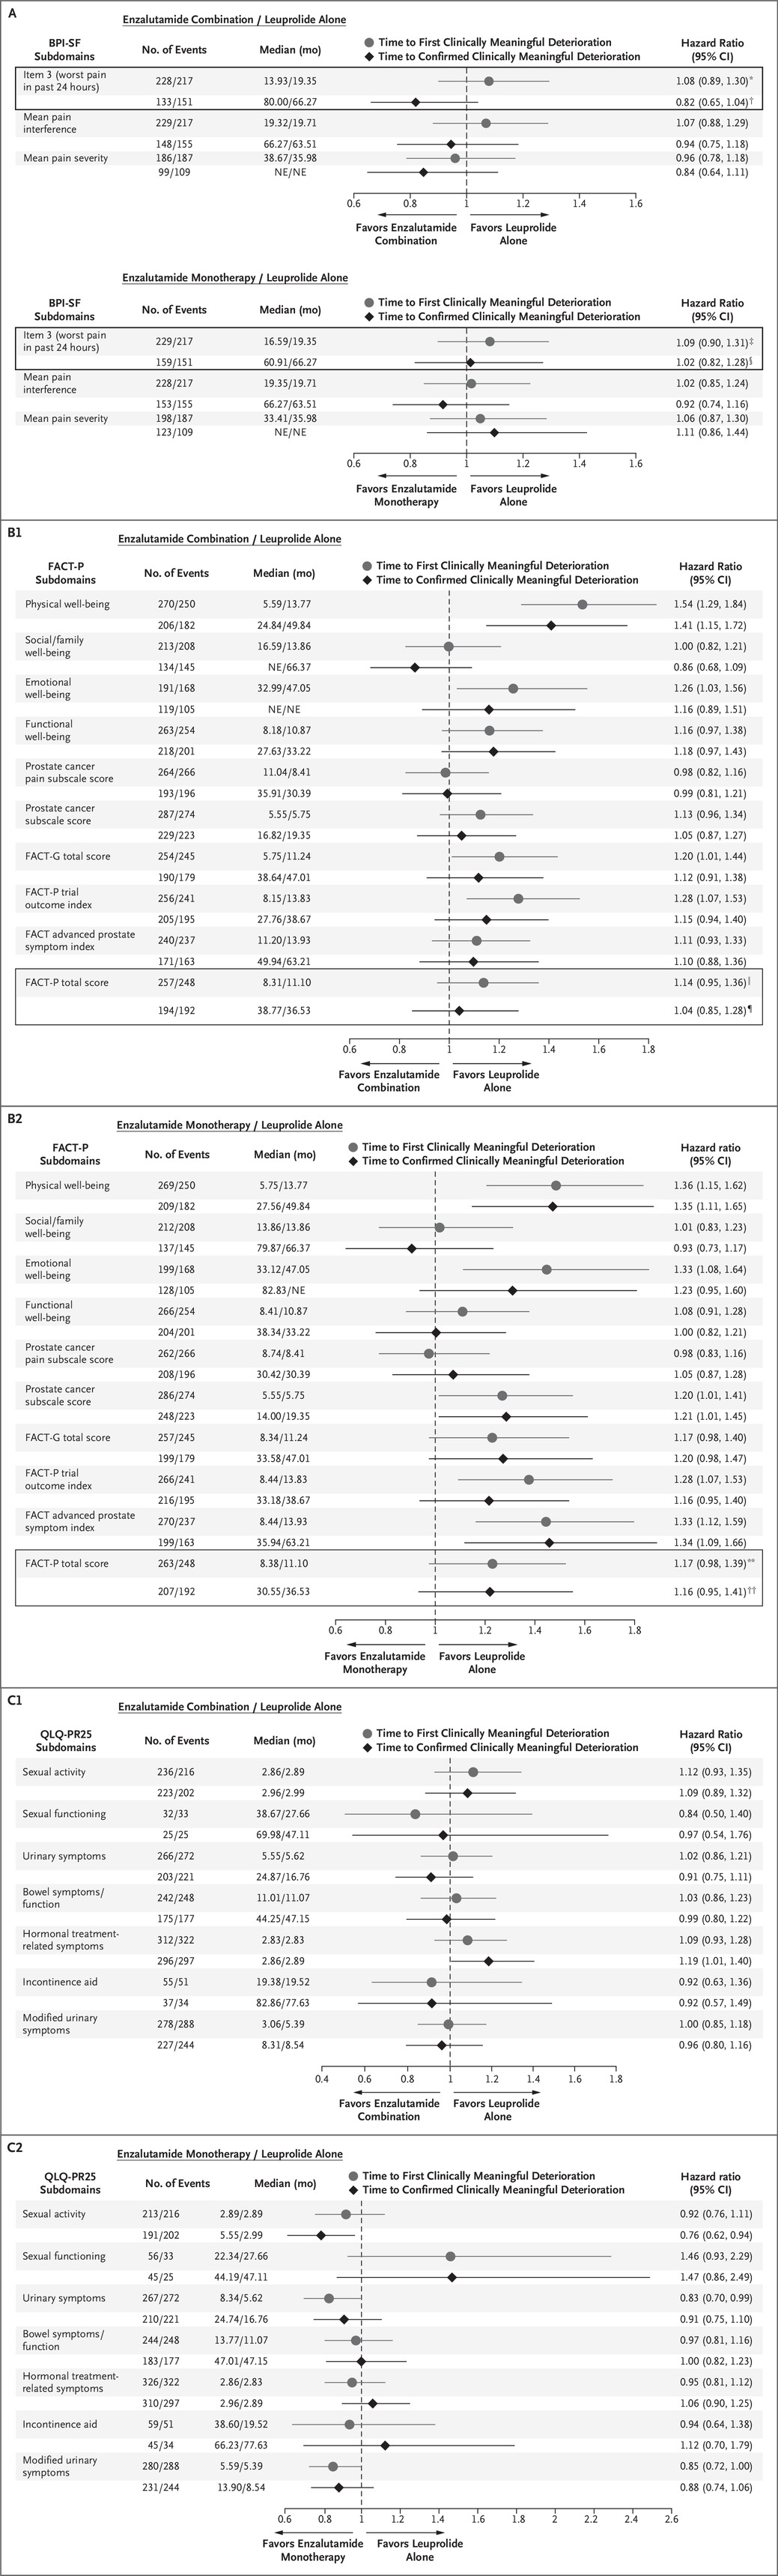 A
Enzalutamide Combination / Leuprolide Alone
BPI-SF Subdomains No. of Events Median (mo) Time to First Clinically Meaningful Deterioration Hazard Ratio (95% CI)
Time to Confirmed Clinically Meaningful Deterioration
Item 3 (worst pain in past 24 hours) 228/217 13.93/19.35 1.08 (0.89, 1.30)*
133/151 80.00/66.27 0.82 (0.65, 1.04)†
Mean pain interference 229/217 19.32/19.71 1.07 (0.88, 1.29)
148/155 66.27/63.51 0.94 (0.75, 1.18)
Mean pain severity 186/187 38.67/35.98 0.96 (0.78, 1.18)
99/109 NE/NE 0.84 (0.64, 1.11)
0.6 0.8 1 1.2 1.4 1.6
Favors Enzalutamide Combination Favors Leuprolide Alone
Enzalutamide Monotherapy / Leuprolide Alone
BPI-SF Subdomains No. of Events Median (mo) Time to First Clinically Meaningful Deterioration Hazard Ratio (95% CI)
Time to Confirmed Clinically Meaningful Deterioration
Item 3 (worst pain in past 24 hours) 229/217 16.59/19.35 1.09 (0.90, 1.31)‡
159/151 60.91/66.27 1.02 (0.82, 1.28)§
Mean pain interference 228/217 19.35/19.71 1.02 (0.85, 1.24)
153/155 66.27/63.51 0.92 (0.74, 1.16)
Mean pain severity 198/187 33.41/35.98 1.06 (0.87, 1.30)
123/109 NE/NE 1.11 (0.86, 1.44)
0.6 0.8 1 1.2 1.4 1.6
Favors Enzalutamide Monotherapy Favors Leuprolide Alone
B1
Enzalutamide Combination / Leuprolide Alone
FACT-P Subdomains No. of Events Median (mo) Time to First Clinically Meaningful Deterioration Hazard Ratio (95% CI)
Time to Confirmed Clinically Meaningful Deterioration
Physical well-being 270/250 5.59/13.77 1.54 (1.29, 1.84)
206/182 24.84/49.84 1.41 (1.15, 1.72)
Social/family well-being 213/208 16.59/13.86 1.00 (0.82, 1.21)
134/145 NE/66.37 0.86 (0.68, 1.09)
Emotional well-being 191/168 32.99/47.05 1.26 (1.03, 1.56)
119/105 NE/NE 1.16 (0.89, 1.51)
Functional well-being 263/254 8.18/10.87 1.16 (0.97, 1.38)
218/201 27.63/33.22 1.18 (0.97, 1.43)
Prostate cancer pain subscale score 264/266 11.04/8.41 0.98 (0.82, 1.16)
193/196 35.91/30.39 0.99 (0.81, 1.21)
Prostate cancer subscale score 287/274 5.55/5.75 1.13 (0.96, 1.34)
229/223 16.82/19.35 1.05 (0.87, 1.27)
FACT-G total score 254/245 5.75/11.24 1.20 (1.01, 1.44)
190/179 38.64/47.01 1.12 (0.91, 1.38)
FACT-P trial outcome index 256/241 8.15/13.83 1.28 (1.07, 1.53)
205/195 27.76/38.67 1.15 (0.94, 1.40)
FACT advanced prostate symptom index 240/237 11.20/13.93 1.11 (0.93, 1.33)
171/163 49.94/63.21 1.10 (0.88, 1.36)
FACT-P total score 257/248 8.31/11.10 1.14 (0.95, 1.36)‖
194/192 38.77/36.53 1.04 (0.85, 1.28)¶
0.6 0.8 1 1.2 1.4 1.6 1.8
Favors Enzalutamide Combination Favors Leuprolide Alone
B2
Enzalutamide Monotherapy / Leuprolide Alone
FACT-P Subdomains No. of Events Median (mo) Time to First Clinically Meaningful Deterioration Hazard ratio (95% CI)
Time to Confirmed Clinically Meaningful Deterioration
Physical well-being 269/250 5.75/13.77 1.36 (1.15, 1.62)
209/182 27.56/49.84 1.35 (1.11, 1.65)
Social/family well-being 212/208 13.86/13.86 1.01 (0.83, 1.23)
137/145 79.87/66.37 0.93 (0.73, 1.17)
Emotional well-being 199/168 33.12/47.05 1.33 (1.08, 1.64)
128/105 82.83/NE 1.23 (0.95, 1.60)
Functional well-being 266/254 8.41/10.87 1.08 (0.91, 1.28)
204/201 38.34/33.22 1.00 (0.82, 1.21)
Prostate cancer pain subscale score 262/266 8.74/8.41 0.98 (0.83, 1.16)
208/196 30.42/30.39 1.05 (0.87, 1.28)
Prostate cancer subscale score 286/274 5.55/5.75 1.20 (1.01, 1.41)
248/223 14.00/19.35 1.21 (1.01, 1.45)
FACT-G total score 257/245 8.34/11.24 1.17 (0.98, 1.40)
199/179 33.58/47.01 1.20 (0.98, 1.47)
FACT-P trial outcome index 266/241 8.44/13.83 1.28 (1.07, 1.53)
216/195 33.18/38.67 1.16 (0.95, 1.40)
FACT advanced prostate symptom index 270/237 8.44/13.93 1.33 (1.12, 1.59)
199/163 35.94/63.21 1.34 (1.09, 1.66)
FACT-P total score 263/248 8.38/11.10 1.17 (0.98, 1.39)**
207/192 30.55/36.53 1.16 (0.95, 1.41)††
0.6 0.8 1 1.2 1.4 1.6 1.8
Favors Enzalutamide Monotherapy Favors Leuprolide Alone
C1
Enzalutamide Combination / Leuprolide Alone
QLQ-PR25 Subdomains No. of Events Median (mo) Time to First Clinically Meaningful Deterioration Hazard Ratio (95% CI)
Time to Confirmed Clinically Meaningful Deterioration
Sexual activity 236/216 2.86/2.89 1.12 (0.93, 1.35)
223/202 2.96/2.99 1.09 (0.89, 1.32)
Sexual functioning 32/33 38.67/27.66 0.84 (0.50, 1.40)
25/25 69.98/47.11 0.97 (0.54, 1.76)
Urinary symptoms 266/272 5.55/5.62 1.02 (0.86, 1.21)
203/221 24.87/16.76 0.91 (0.75, 1.11)
Bowel symptoms/ function 242/248 11.01/11.07 1.03 (0.86, 1.23)
175/177 44.25/47.15 0.99 (0.80, 1.22)
Hormonal treatment-related symptoms 312/322 2.83/2.83 1.09 (0.93, 1.28)
296/297 2.86/2.89 1.19 (1.01, 1.40)
Incontinence aid 55/51 19.38/19.52 0.92 (0.63, 1.36)
37/34 82.86/77.63 0.92 (0.57, 1.49)
Modified urinary symptoms 278/288 3.06/5.39 1.00 (0.85, 1.18)
227/244 8.31/8.54 0.96 (0.80, 1.16)
0.4 0.6 0.8 1 1.2 1.4 1.6 1.8
Favors Enzalutamide Combination Favors Leuprolide Alone
C2
Enzalutamide Monotherapy / Leuprolide Alone
QLQ-PR25 Subdomains No. of Events Median (mo) Time to First Clinically Meaningful Deterioration Hazard ratio (95% CI)
Time to Confirmed Clinically Meaningful Deterioration
Sexual activity 213/216 2.89/2.89 0.92 (0.76, 1.11)
191/202 5.55/2.99 0.76 (0.62, 0.94)
Sexual functioning 56/33 22.34/27.66 1.46 (0.93, 2.29)
45/25 44.19/47.11 1.47 (0.86, 2.49)
Urinary symptoms 267/272 8.34/5.62 0.83 (0.70, 0.99)
210/221 24.74/16.76 0.91 (0.75, 1.10)
Bowel symptoms/ function 244/248 13.77/11.07 0.97 (0.81, 1.16)
183/177 47.01/47.15 1.00 (0.82, 1.23)
Hormonal treatment-related symptoms 326/322 2.86/2.83 0.95 (0.81, 1.12)
310/297 2.96/2.89 1.06 (0.90, 1.25)
Incontinence aid 59/51 38.60/19.52 0.94 (0.64, 1.38)
45/34 66.23/77.63 1.12 (0.70, 1.79)
Modified urinary symptoms 280/288 5.59/5.39 0.85 (0.72, 1.00)
231/244 13.90/8.54 0.88 (0.74, 1.06)
0.6 0.8 1 1.2 1.4 1.6 1.8 2 2.2 2.4 2.6
Favors Enzalutamide Monotherapy Favors Leuprolide Alone